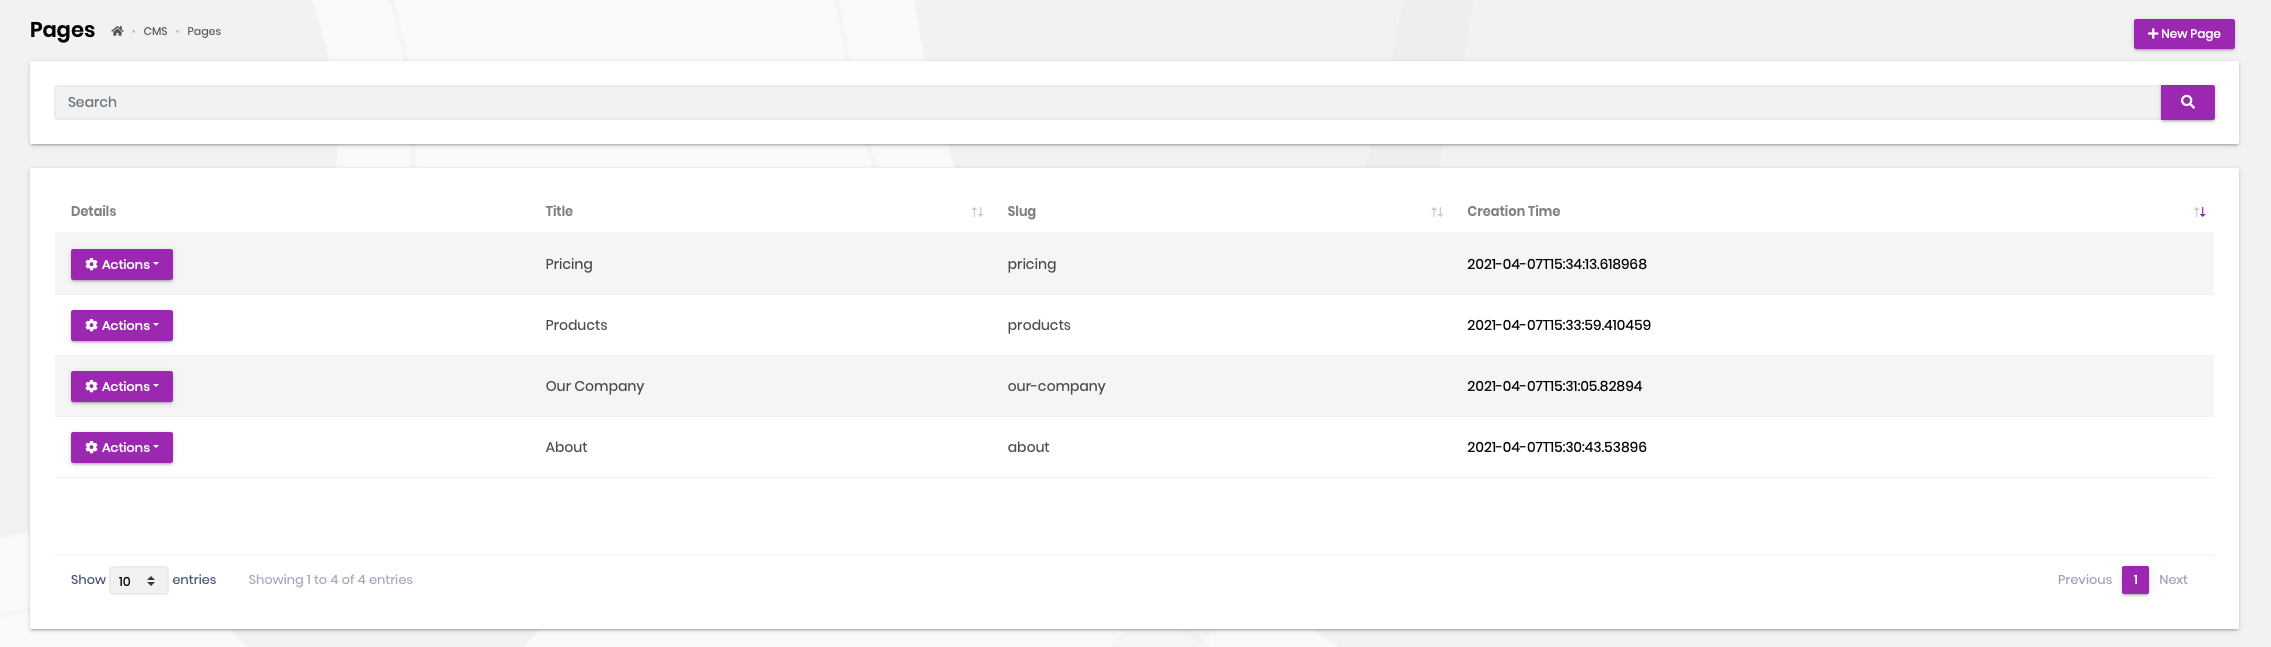 Pages CMS Pages
+ New Page
Search
Details Title Slug Creation Time
Actions Pricing pricing 2021-04-07T15:34:13.618968
Actions Products products 2021-04-07T15:33:59.410459
Actions Our Company our-company 2021-04-07T15:31:05.82894
Actions About about 2021-04-07T15:30:43.53896
Show 10 entries Showing 1 to 4 of 4 entries Previous 1 Next